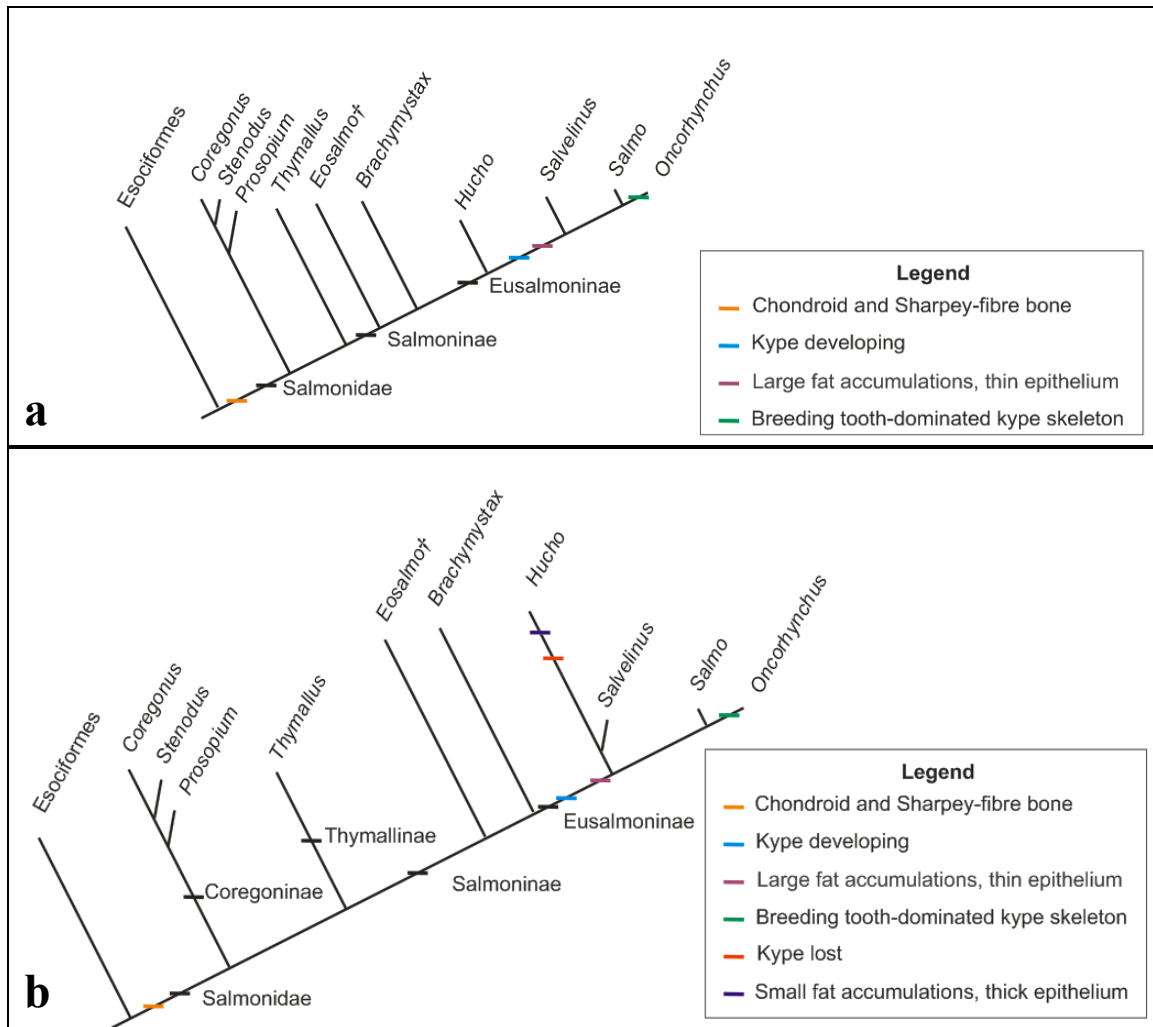 Esociformes
Coregonus
Stenodus
Prosopium
Thymallus
Eosalmo†
Brachymystax
Hucho
Salvelinus
Salmo
Oncorhynchus
Eusalmoninae
Salmoninae
Salmonidae
a
Legend
Chondroid and Sharpey-fibre bone
Kype developing
Large fat accumulations, thin epithelium
Breeding tooth-dominated kype skeleton
Esociformes
Coregonus
Stenodus
Prosopium
Thymallus
Eosalmo†
Brachymystax
Hucho
Salvelinus
Salmo
Oncorhynchus
Eusalmoninae
Thymallinae
Salmoninae
Coregoninae
Salmonidae
b
Legend
Chondroid and Sharpey-fibre bone
Kype developing
Large fat accumulations, thin epithelium
Breeding tooth-dominated kype skeleton
Kype lost
Small fat accumulations, thick epithelium